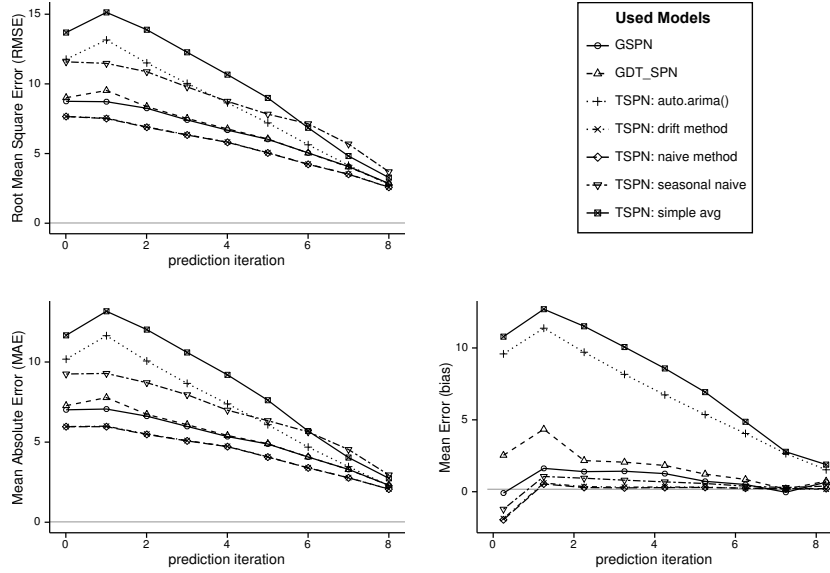 Root Mean Square Error (RMSE)
15
10
5
0
0
2
4
6
8
prediction iteration
Used Models
GSPN
GDT_SPN
TSPN: auto.arima()
TSPN: drift method
TSPN: naive method
TSPN: seasonal naive
TSPN: simple avg
Mean Absolute Error (MAE)
10
5
0
0
2
4
6
8
prediction iteration
Mean Error (bias)
10
5
0
0
2
4
6
8
prediction iteration